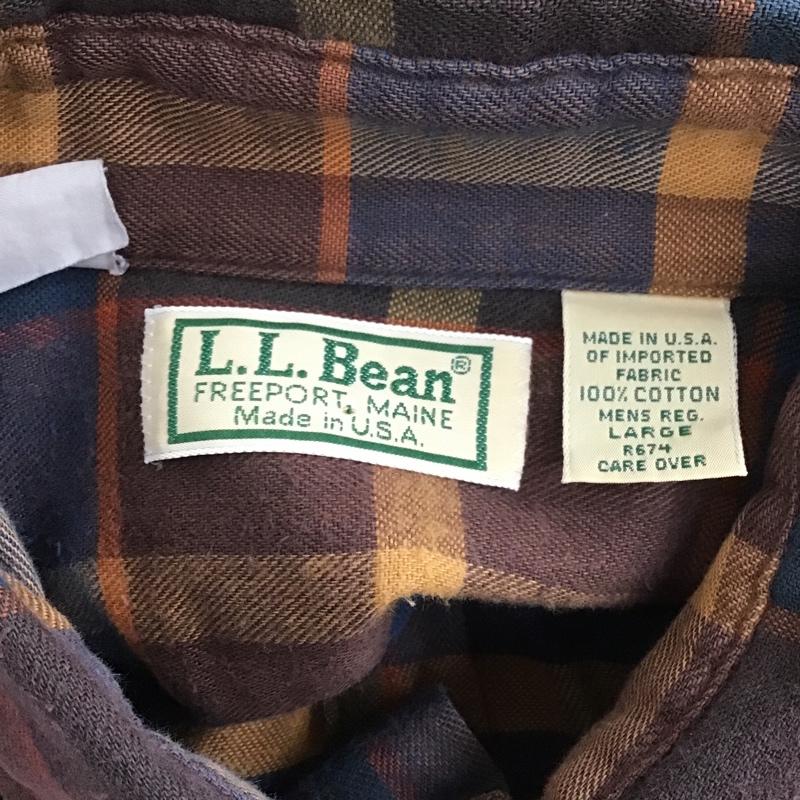 L.L. Bean®
FREEPORT, MAINE
Made in U.S.A.
MADE IN U.S.A.
OF IMPORTED
FABRIC
100% COTTON
MENS REG.
LARGE
R674
CARE OVER